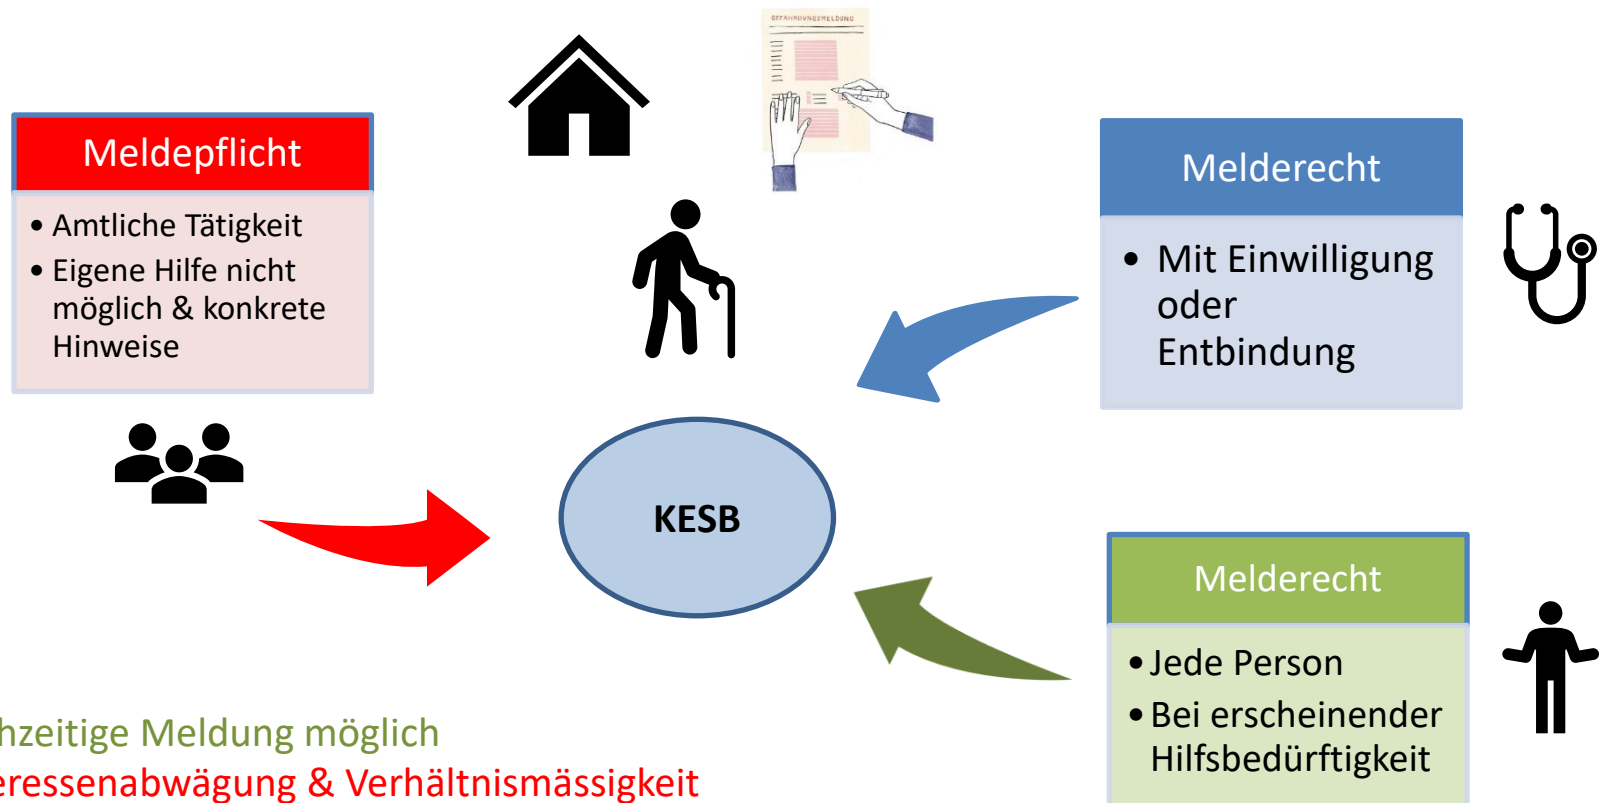 GEFÄHRDUNGSMELDUNG
Meldepflicht
• Amtliche Tätigkeit
• Eigene Hilfe nicht
möglich & konkrete
Hinweise
Melderecht
• Mit Einwilligung
oder
Entbindung
KESB
Melderecht
• Jede Person
• Bei erscheinender
Hilfsbedürftigkeit
hzeitige Meldung möglich
eressenabwägung & Verhältnismässigkeit